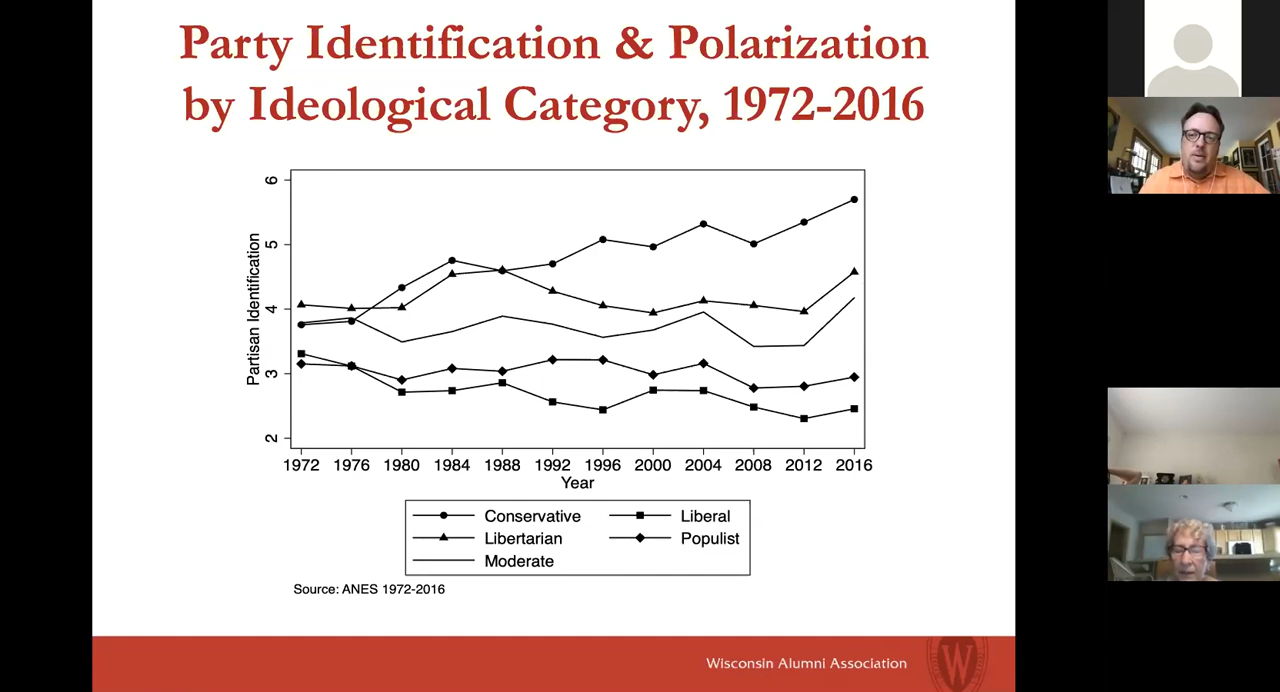 Party Identification & Polarization
by Ideological Category, 1972-2016
6
5
4
3
2
Partisan Identification
1972 1976 1980 1984 1988 1992 1996 2000 2004 2008 2012 2016
Year
Conservative Liberal
Libertarian Populist
Moderate
Source: ANES 1972-2016
Wisconsin Alumni Association
W